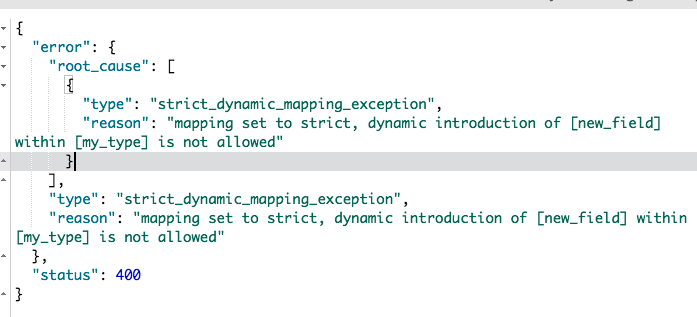 {
"error": {
"root_cause": [
{
"type": "strict_dynamic_mapping_exception",
"reason": "mapping set to strict, dynamic introduction of [new_field]
within [my_type] is not allowed"
}
],
"type": "strict_dynamic_mapping_exception",
"reason": "mapping set to strict, dynamic introduction of [new_field] within
[my_type] is not allowed"
},
"status": 400
}